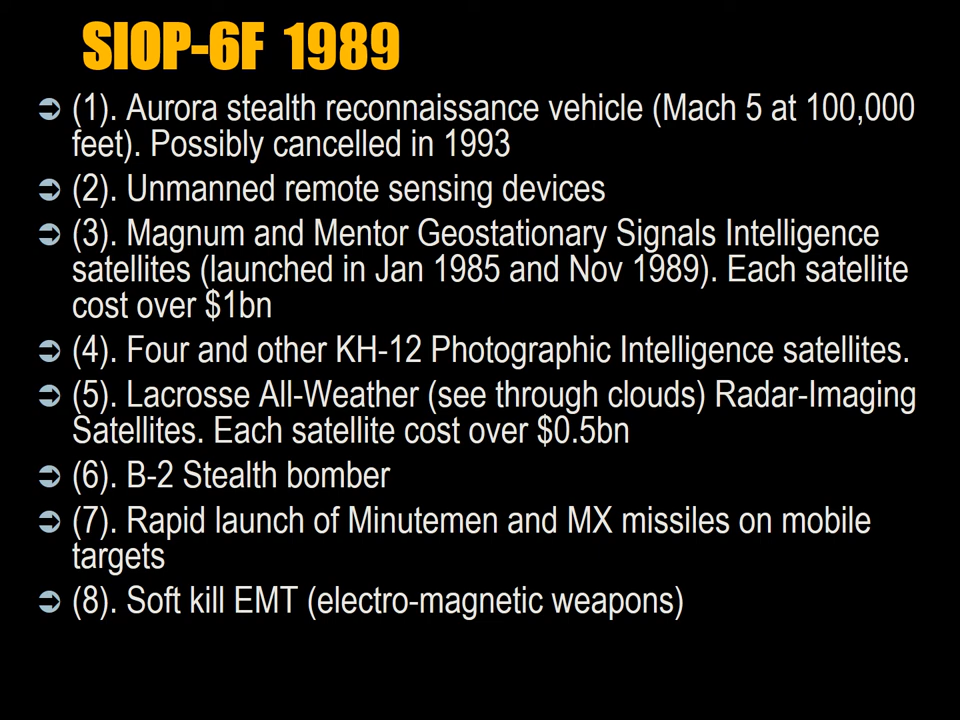 SIOP-6F 1989
(1). Aurora stealth reconnaissance vehicle (Mach 5 at 100,000
feet). Possibly cancelled in 1993
(2). Unmanned remote sensing devices
(3). Magnum and Mentor Geostationary Signals Intelligence
satellites (launched in Jan 1985 and Nov 1989). Each satellite
cost over $1bn
(4). Four and other KH-12 Photographic Intelligence satellites.
(5). Lacrosse All-Weather (see through clouds) Radar-Imaging
Satellites. Each satellite cost over $0.5bn
(6). B-2 Stealth bomber
(7). Rapid launch of Minutemen and MX missiles on mobile
targets
(8). Soft kill EMT (electro-magnetic weapons)